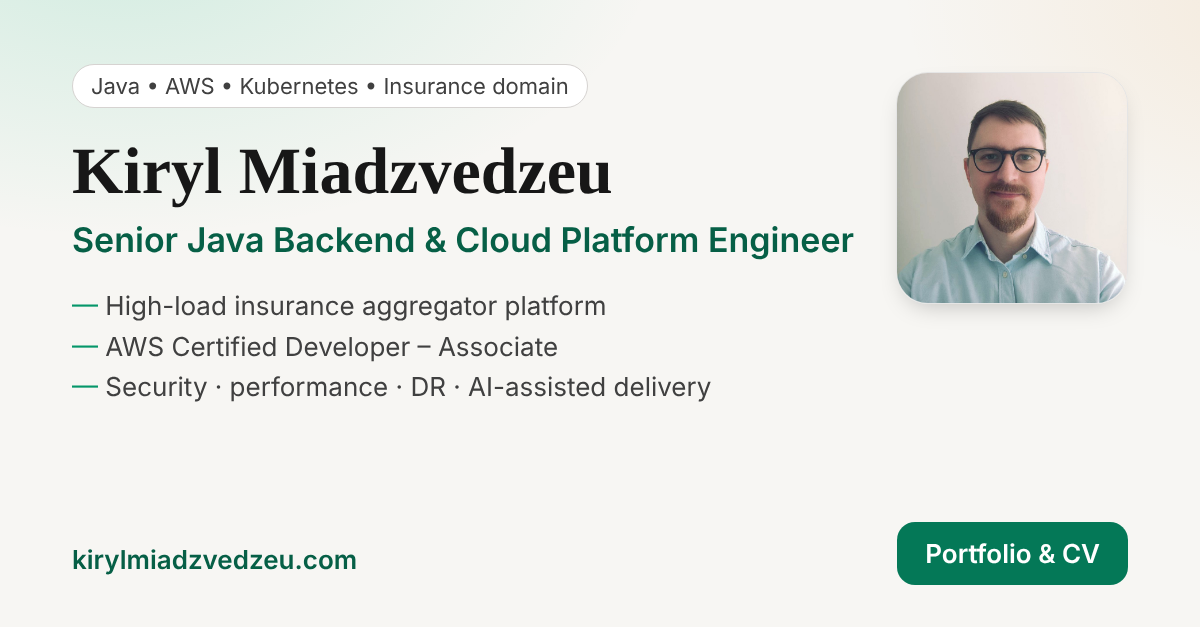 Java • AWS • Kubernetes • Insurance domain
Kiryl Miadzvedzeu
Senior Java Backend & Cloud Platform Engineer
— High-load insurance aggregator platform
— AWS Certified Developer – Associate
— Security · performance · DR · AI-assisted delivery
kirylmiadzvedzeu.com
Portfolio & CV